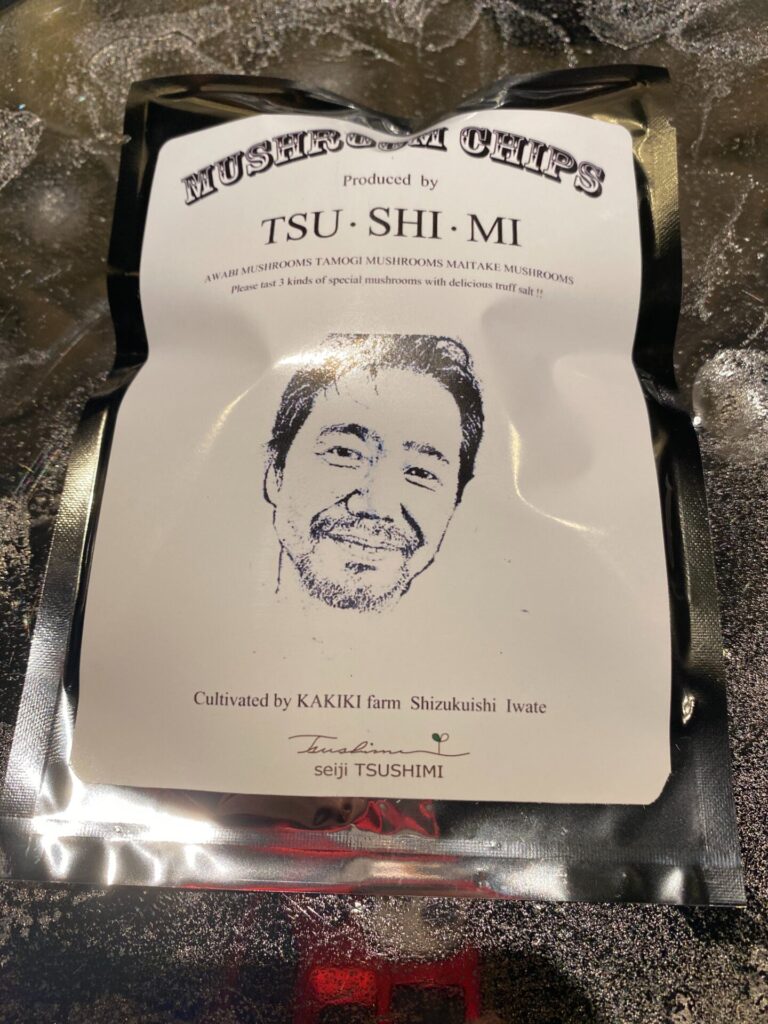 MUSHROOM CHIPS
Produced by
TSU·SHI·MI
AWABI MUSHROOMS TAMOGI MUSHROOMS MAITAKE MUSHROOMS
Please tast 3 kinds of special mushrooms with delicious truff salt !!
Cultivated by KAKIKI farm Shizukuishi Iwate
Tsushimi
seiji TSUSHIMI